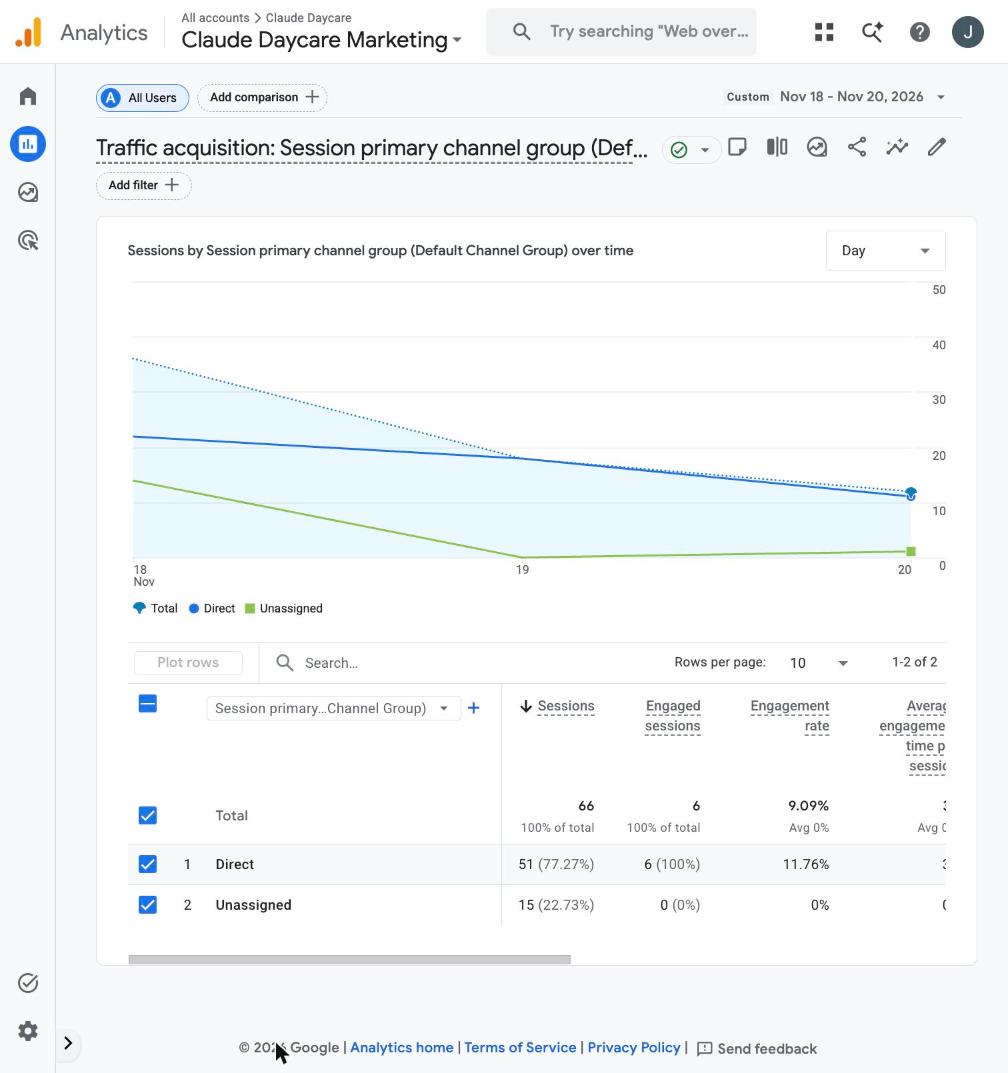 Analytics
All accounts > Claude Daycare
Claude Daycare Marketing
Try searching "Web over...
J
A All Users
Add comparison +
Custom Nov 18 - Nov 20, 2026
Traffic acquisition: Session primary channel group (Def...
Add filter +
Sessions by Session primary channel group (Default Channel Group) over time
Day
50
40
30
20
10
0
18
Nov
19
20
Total Direct Unassigned
Plot rows
Search...
Rows per page: 10
1-2 of 2
Session primary...Channel Group)
Sessions
Engaged
sessions
Engagement
rate
time p
Total
66
6
9.09%
100% of total
100% of total
Avg 0%
1 Direct 51 (77.27%) 6 (100%) 11.76%
2 Unassigned 15 (22.73%) 0 (0%) 0%
© Google | Analytics home | Terms of Service | Privacy Policy | Send feedback